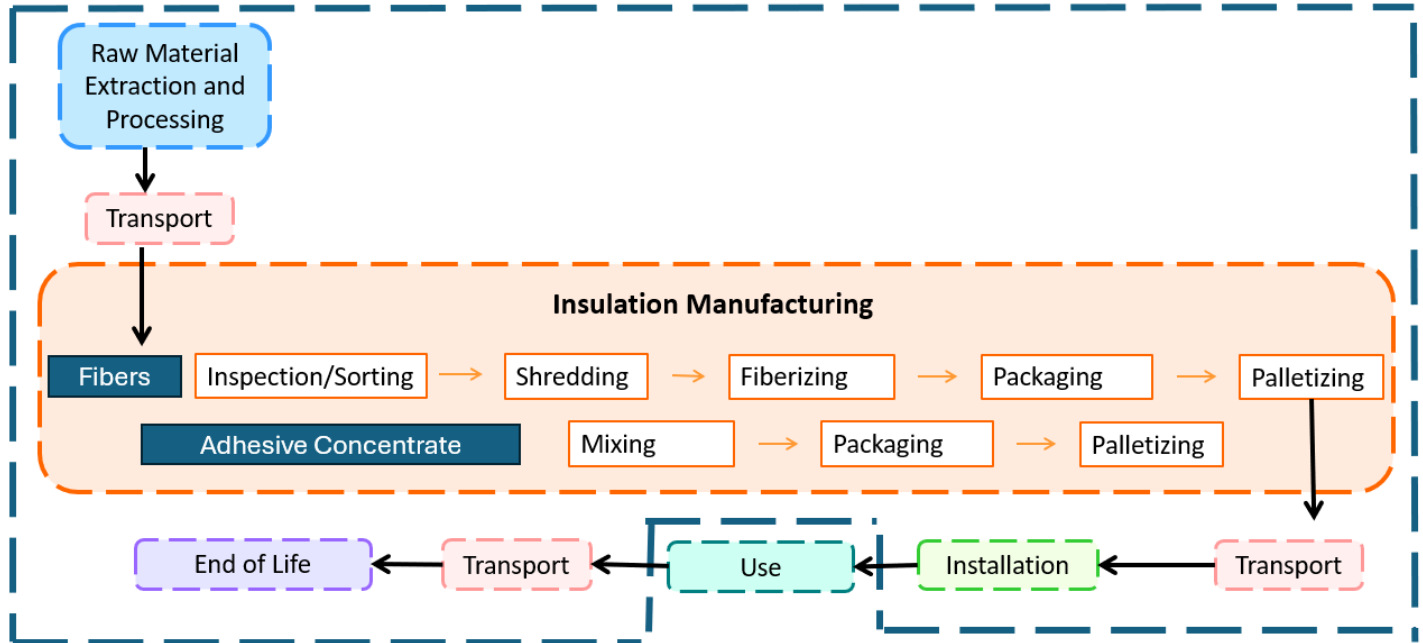 Raw Material
Extraction and
Processing
Transport
Insulation Manufacturing
Fibers
Inspection/Sorting
Shredding
Fiberizing
Packaging
Palletizing
Adhesive Concentrate
Mixing
Packaging
Palletizing
End of Life
Transport
Use
Installation
Transport